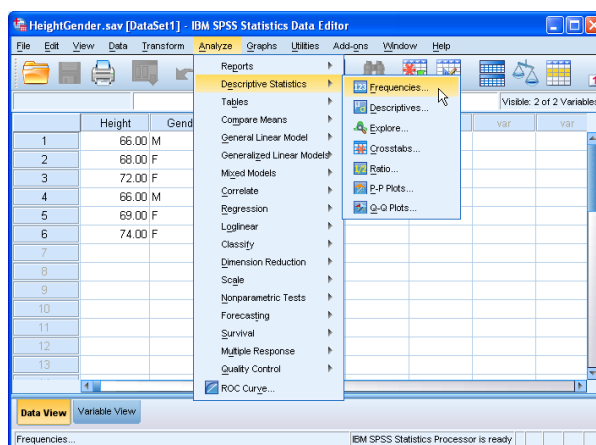 HeightGender.sav [DataSet1] - IBM SPSS Statistics Data Editor
File Edit View Data Transform Analyze Graphs Utilities Add-ons Window Help
Visible: 2 of 2 Variables
Height Gend var var
1 66.00 M
2 68.00 F
3 72.00 F
4 66.00 M
5 69.00 F
6 74.00 F
7
8
9
10
11
12
13
Reports
Descriptive Statistics
Tables
Compare Means
General Linear Model
Generalized Linear Models
Mixed Models
Correlate
Regression
Loglinear
Classify
Dimension Reduction
Scale
Nonparametric Tests
Forecasting
Survival
Multiple Response
Quality Control
ROC Curve...
123 Frequencies...
Descriptives...
Explore...
Crosstabs...
Ratio...
P-P Plots...
Q-Q Plots...
Data View Variable View
Frequencies... IBM SPSS Statistics Processor is ready